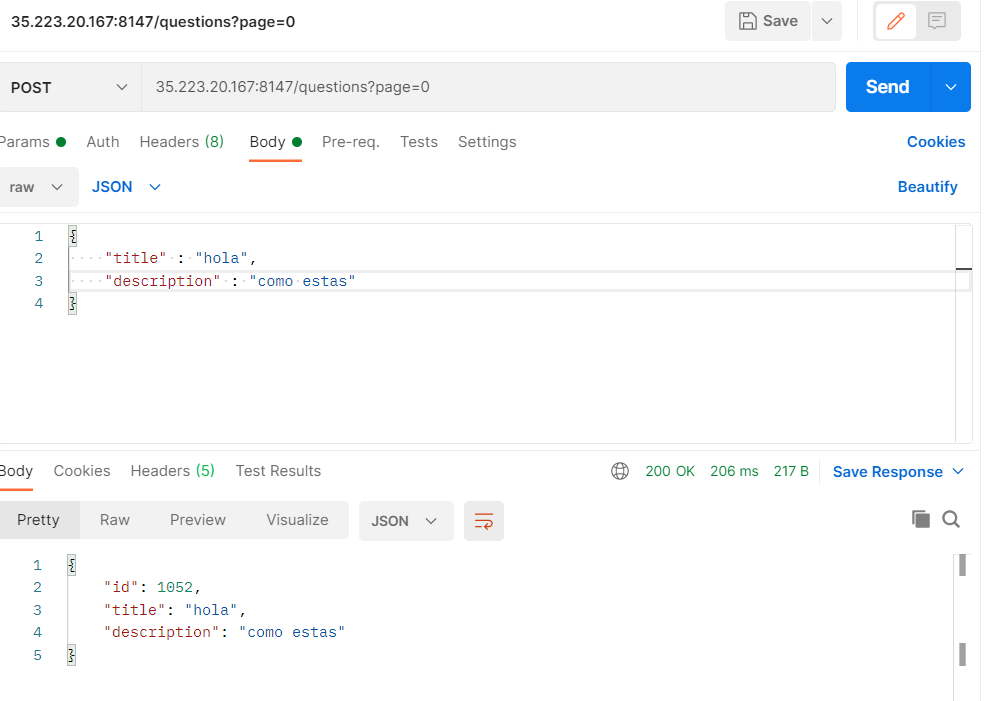 35.223.20.167:8147/questions?page=0 Save
POST 35.223.20.167:8147/questions?page=0 Send
Params Auth Headers (8) Body Pre-req. Tests Settings Cookies
raw JSON Beautify
1 {
2 "title" : "hola",
3 "description" : "como estas"
4 }
Body Cookies Headers (5) Test Results 200 OK 206 ms 217 B Save Response
Pretty Raw Preview Visualize JSON
1 {
2 "id": 1052,
3 "title": "hola",
4 "description": "como estas"
5 }